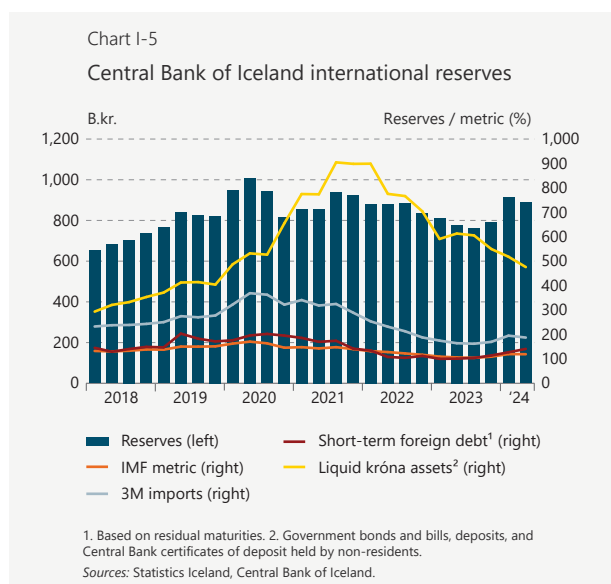 Chart I-5
Central Bank of Iceland international reserves
B.kr.
Reserves / metric (%)
1,200
1,000
800
600
400
200
0
1,000
900
800
700
600
500
400
300
200
100
0
2018 2019 2020 2021 2022 2023 '24
Reserves (left)
IMF metric (right)
3M imports (right)
Short-term foreign debt¹ (right)
Liquid króna assets² (right)
1. Based on residual maturities. 2. Government bonds and bills, deposits, and
Central Bank certificates of deposit held by non-residents.
Sources: Statistics Iceland, Central Bank of Iceland.